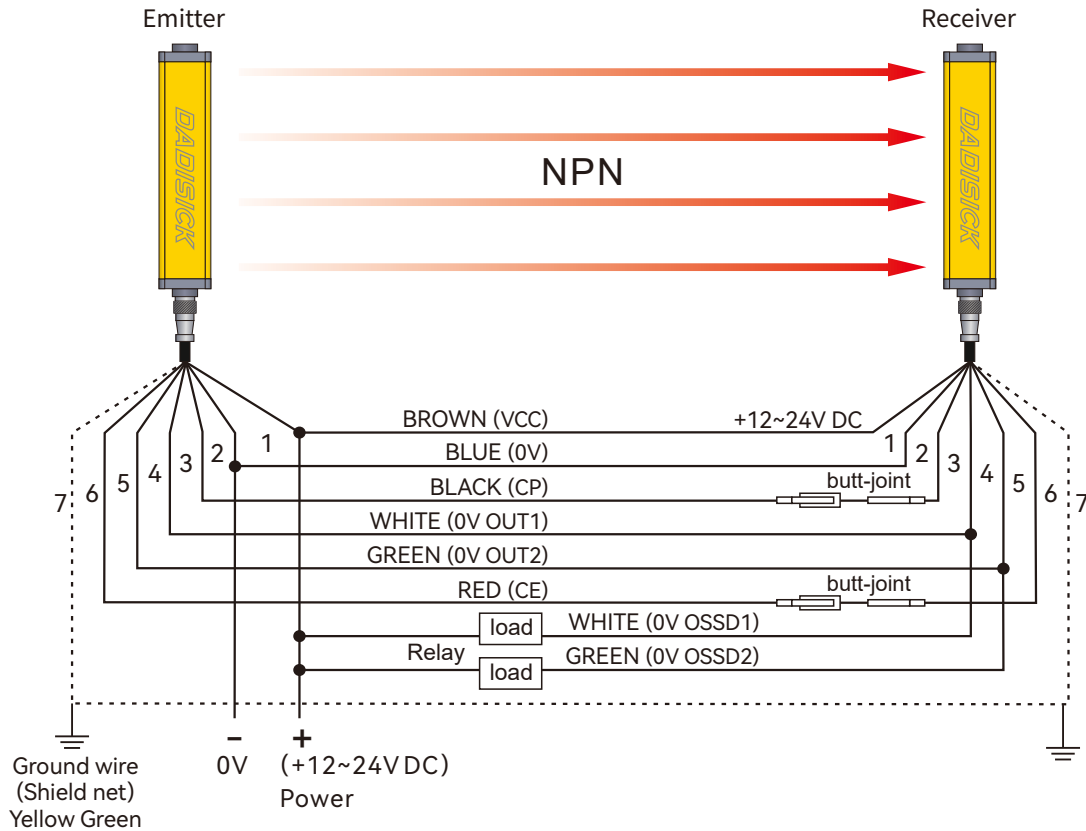 Emitter
Receiver
DADISICK
DADISICK
NPN
BROWN (VCC)
+12~24V DC
BLUE (0V)
BLACK (CP)
butt-joint
WHITE (0V OUT1)
GREEN (0V OUT2)
RED (CE)
butt-joint
7
6
5
4
3
2
1
1
2
3
4
5
6
7
load
WHITE (0V OSSD1)
Relay
load
GREEN (0V OSSD2)
-
+
0V
(+12~24V DC)
Power
Ground wire
(Shield net)
Yellow Green